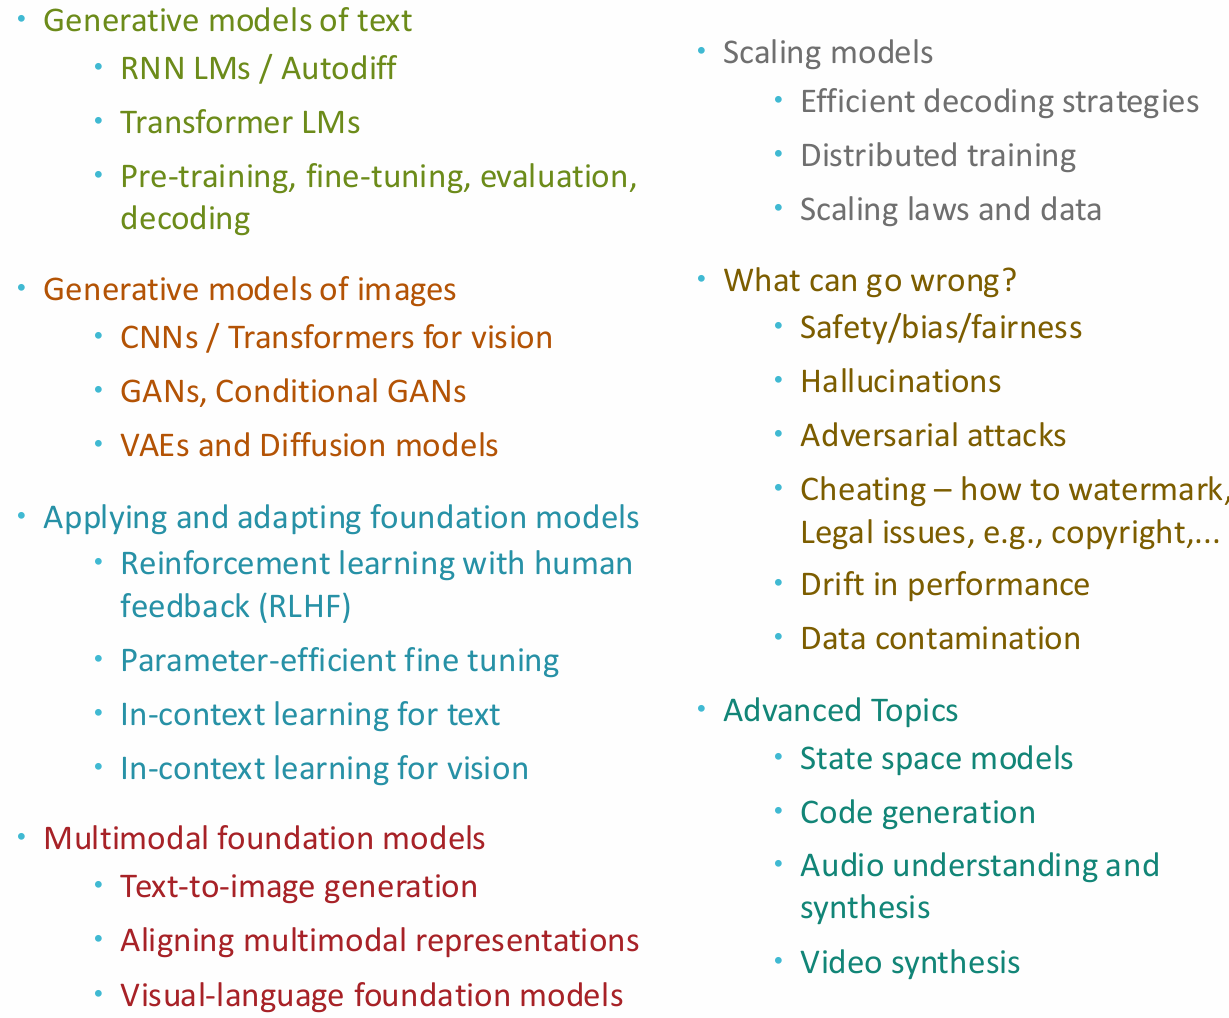 • Generative models of text
• RNN LMs / Autodiff
• Transformer LMs
• Pre-training, fine-tuning, evaluation,
decoding
• Generative models of images
• CNNs / Transformers for vision
• GANs, Conditional GANs
• VAEs and Diffusion models
• Applying and adapting foundation models
• Reinforcement learning with human
feedback (RLHF)
• Parameter-efficient fine tuning
• In-context learning for text
• In-context learning for vision
• Multimodal foundation models
• Text-to-image generation
• Aligning multimodal representations
• Visual-language foundation models
• Scaling models
• Efficient decoding strategies
• Distributed training
• Scaling laws and data
• What can go wrong?
• Safety/bias/fairness
• Hallucinations
• Adversarial attacks
• Cheating – how to watermark,
Legal issues, e.g., copyright,...
• Drift in performance
• Data contamination
• Advanced Topics
• State space models
• Code generation
• Audio understanding and
synthesis
• Video synthesis